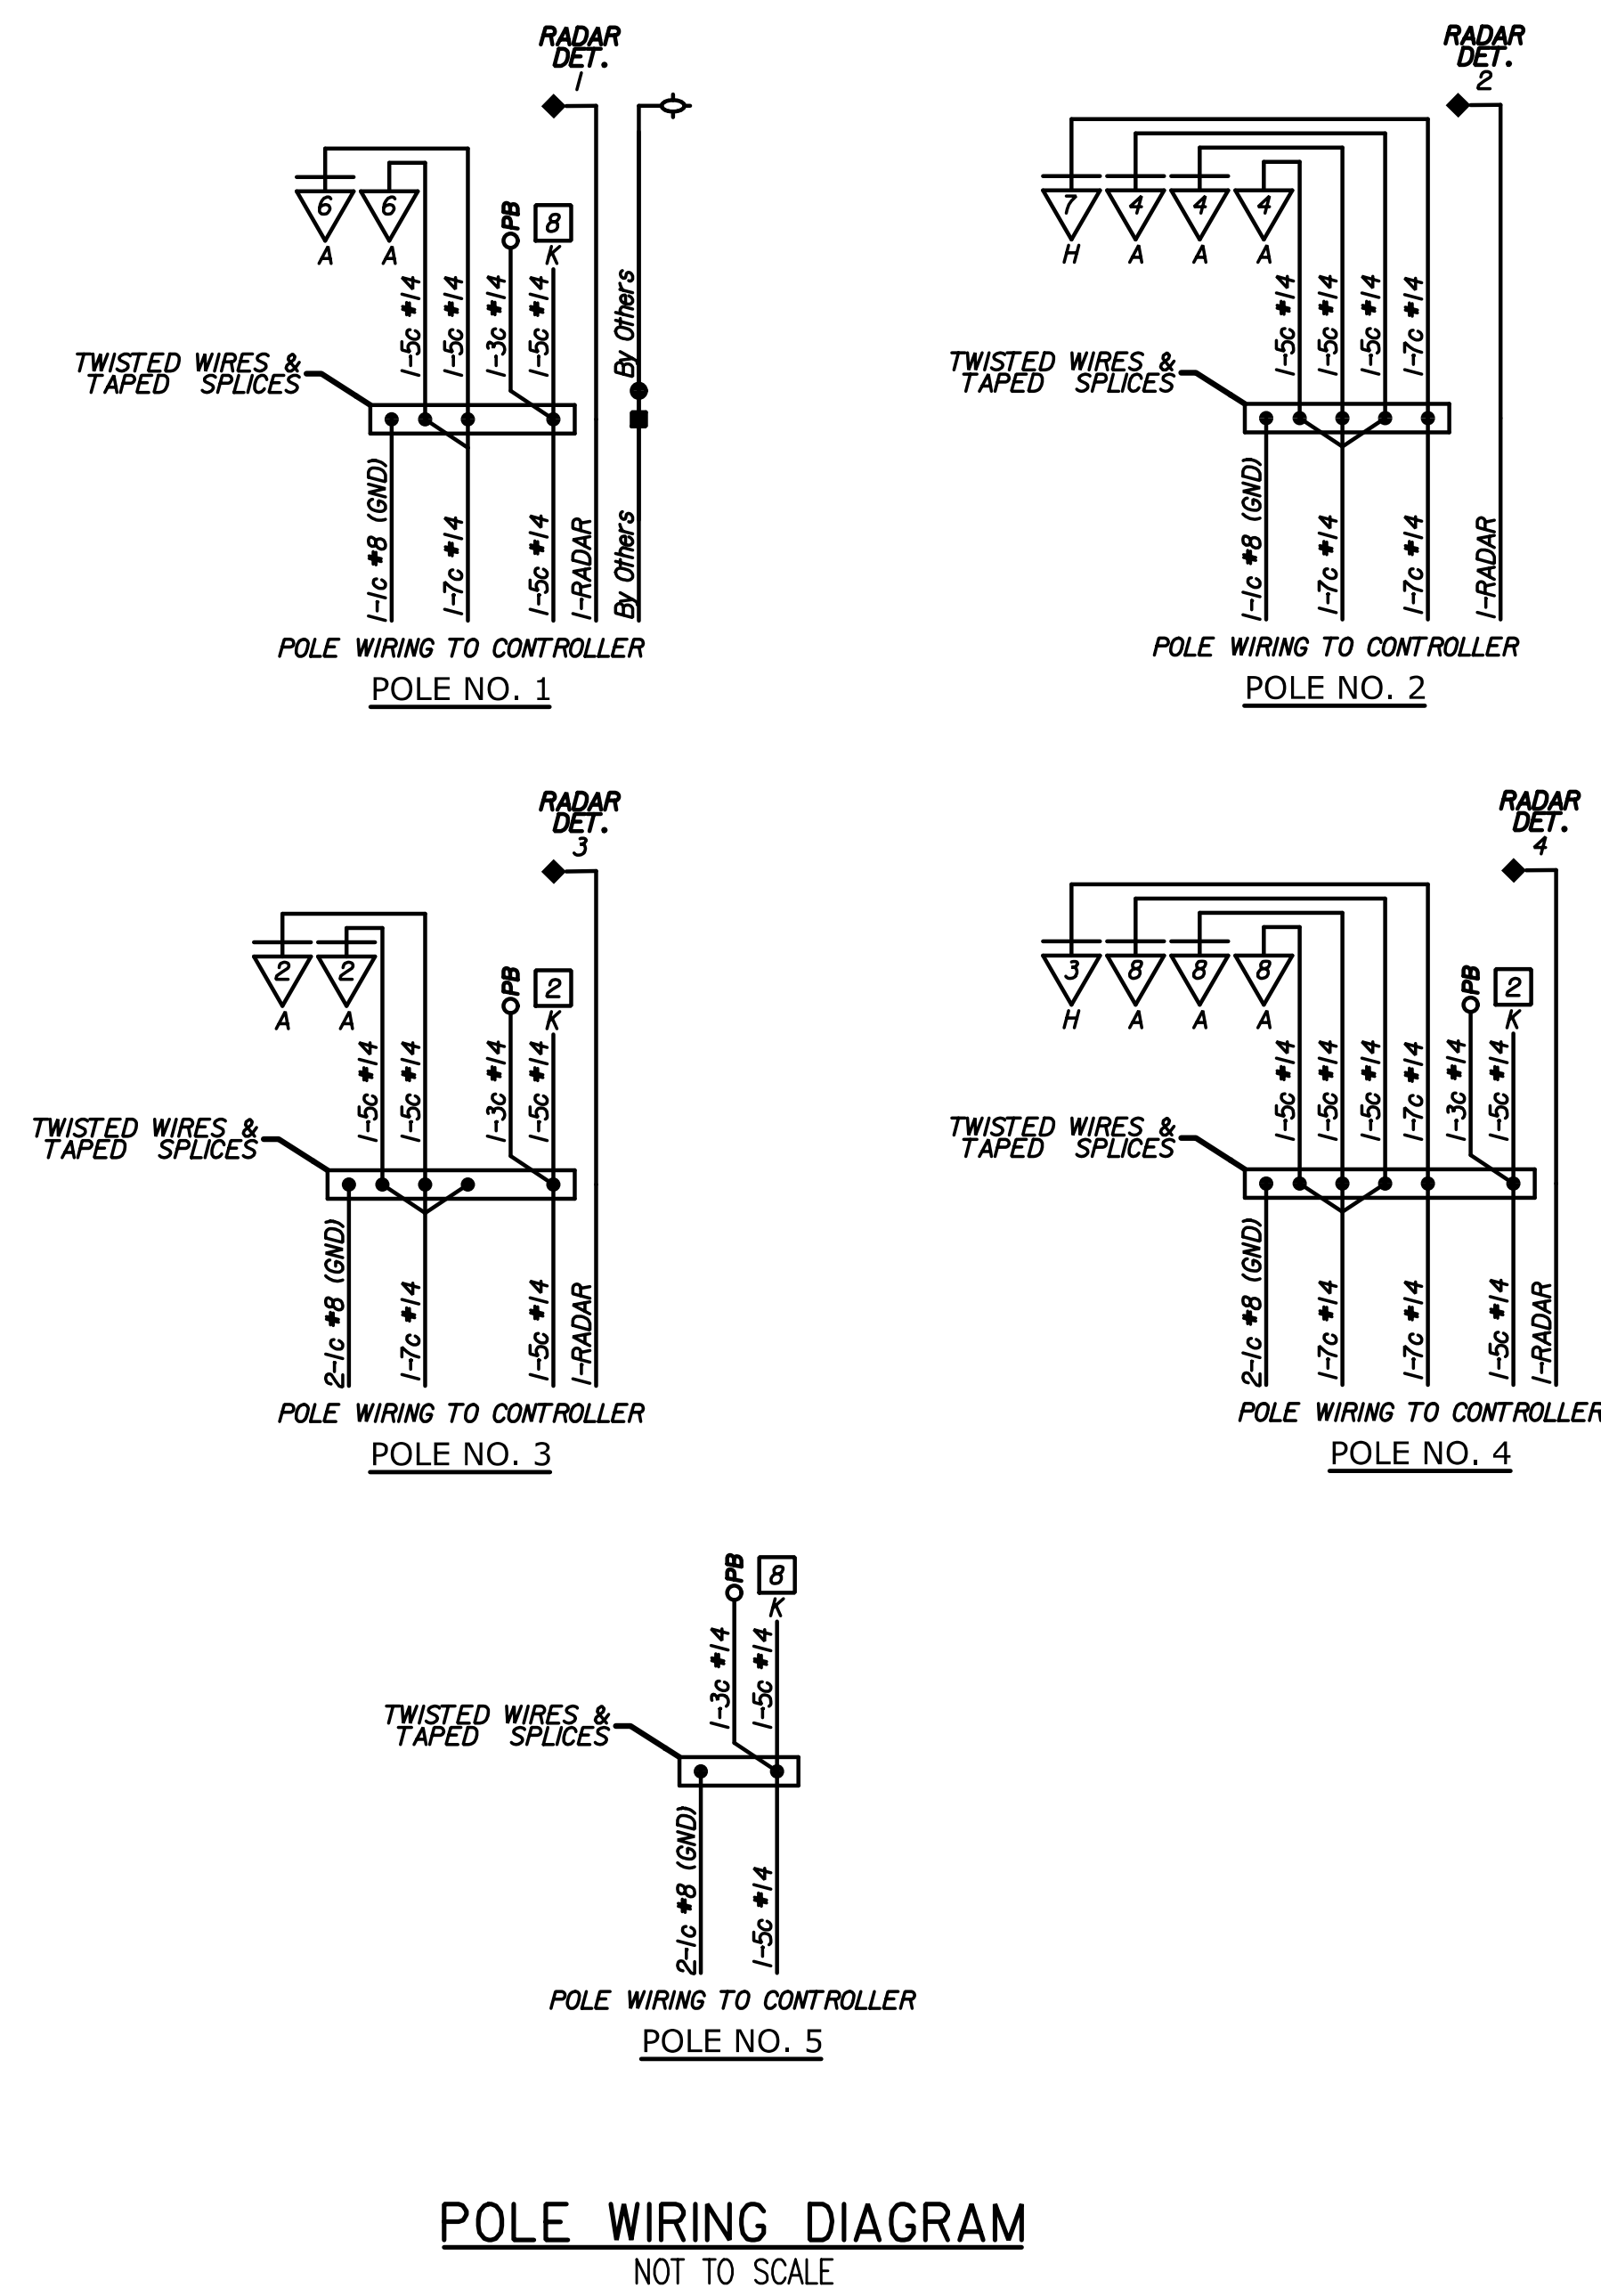 RADAR
DET.
1
6 6
A A
PB 8
K
1-5c #14
1-5c #14
1-3c #14
1-5c #14
By Others
TWISTED WIRES &
TAPED SPLICES
1-1c #8 (GND)
1-7c #14
1-5c #14
1-RADAR
By Others
POLE WIRING TO CONTROLLER
POLE NO. 1
RADAR
DET.
2
7 4 4 4
H A A A
1-5c #14
1-5c #14
1-5c #14
1-7c #14
TWISTED WIRES &
TAPED SPLICES
1-1c #8 (GND)
1-7c #14
1-7c #14
1-RADAR
POLE WIRING TO CONTROLLER
POLE NO. 2
RADAR
DET.
3
2 2
A A
PB 2
K
1-5c #14
1-5c #14
1-3c #14
1-5c #14
TWISTED WIRES &
TAPED SPLICES
2-1c #8 (GND)
1-7c #14
1-5c #14
1-RADAR
POLE WIRING TO CONTROLLER
POLE NO. 3
RADAR
DET.
4
3 8 8 8
H A A A
PB 2
K
1-5c #14
1-5c #14
1-5c #14
1-7c #14
1-3c #14
1-5c #14
TWISTED WIRES &
TAPED SPLICES
2-1c #8 (GND)
1-7c #14
1-7c #14
1-5c #14
1-RADAR
POLE WIRING TO CONTROLLER
POLE NO. 4
PB 8
K
1-3c #14
1-5c #14
TWISTED WIRES &
TAPED SPLICES
2-1c #8 (GND)
1-5c #14
POLE WIRING TO CONTROLLER
POLE NO. 5
POLE WIRING DIAGRAM
NOT TO SCALE